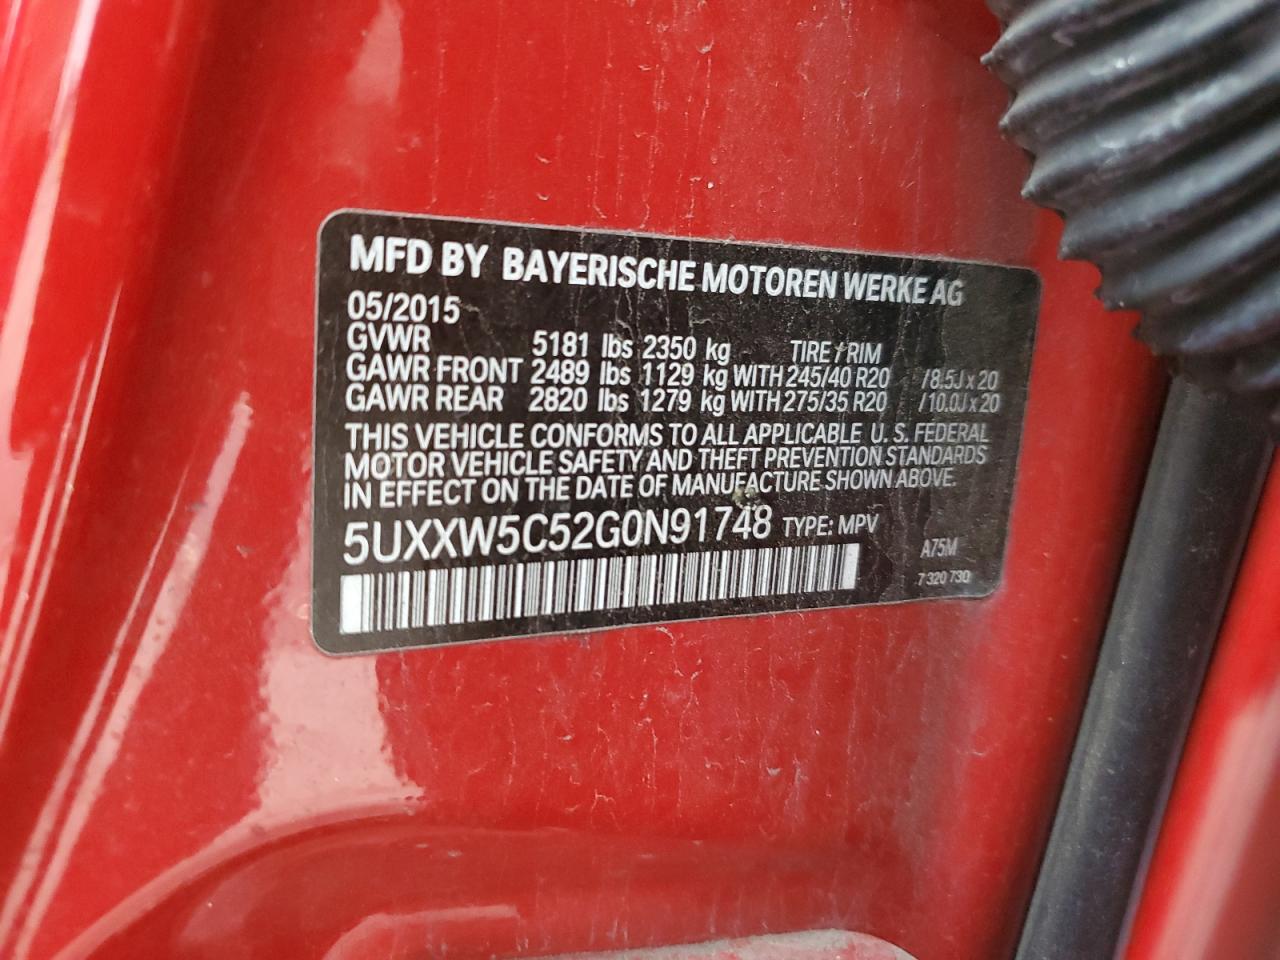 MFD BY BAYERISCHE MOTOREN WERKE AG
05/2015
GVWR 5181 lbs 2350 kg TIRE / RIM
GAWR FRONT 2489 lbs 1129 kg WITH 245/40 R20 /8.5J x 20
GAWR REAR 2820 lbs 1279 kg WITH 275/35 R20 /10.0J x 20
THIS VEHICLE CONFORMS TO ALL APPLICABLE U. S. FEDERAL
MOTOR VEHICLE SAFETY AND THEFT PREVENTION STANDARDS
IN EFFECT ON THE DATE OF MANUFACTURE SHOWN ABOVE.
5UXXW5C52G0N91748 TYPE: MPV
A75M
7 320 730